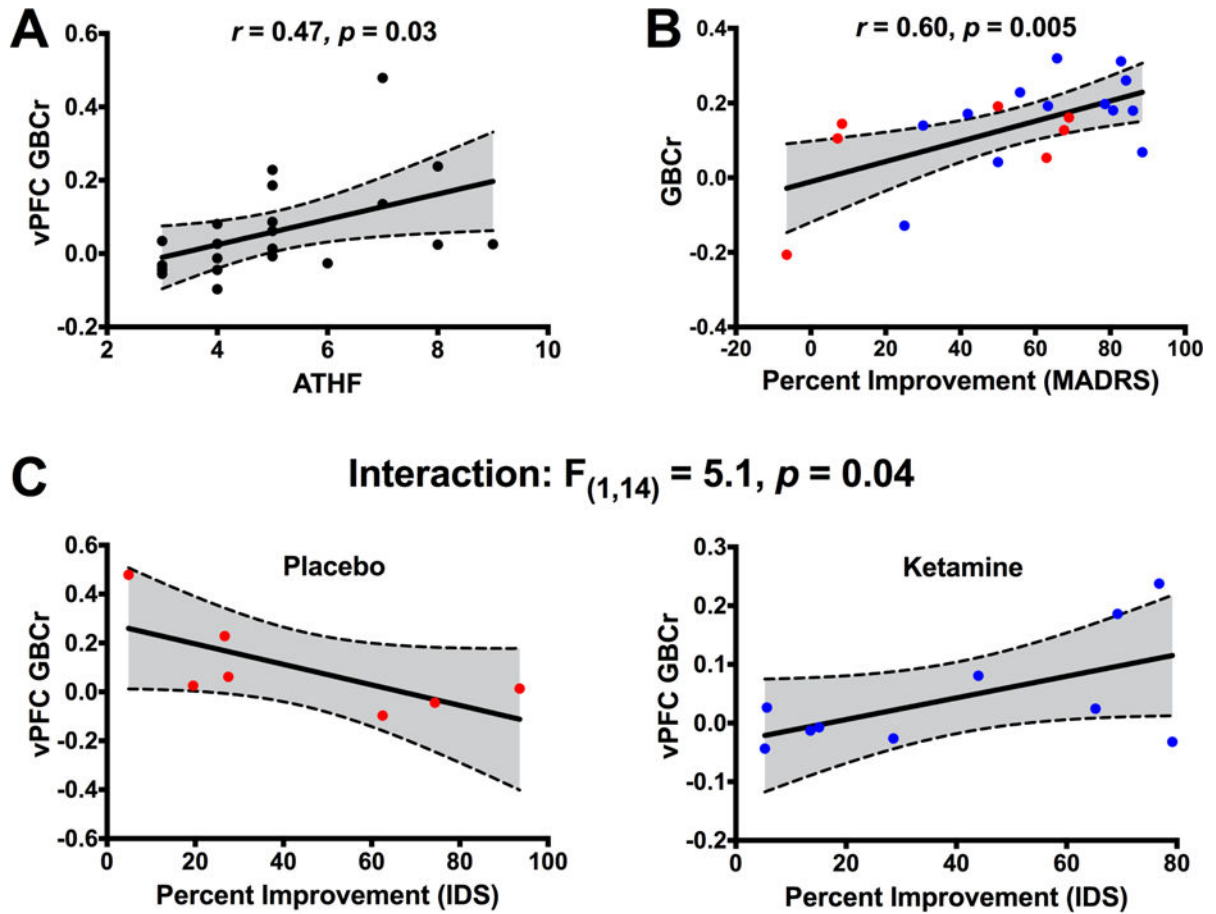 A
r = 0.47, p = 0.03
vPFC GBCr
0.6
0.4
0.2
0.0
-0.2
2 4 6 8 10
ATHF
B
r = 0.60, p = 0.005
GBCr
0.4
0.2
0.0
-0.2
-0.4
-20 0 20 40 60 80 100
Percent Improvement (MADRS)
C
Interaction: F(1,14) = 5.1, p = 0.04
Placebo
vPFC GBCr
0.6
0.4
0.2
0.0
-0.2
-0.4
-0.6
0 20 40 60 80 100
Percent Improvement (IDS)
Ketamine
vPFC GBCr
0.3
0.2
0.1
0.0
-0.1
-0.2
0 20 40 60 80
Percent Improvement (IDS)